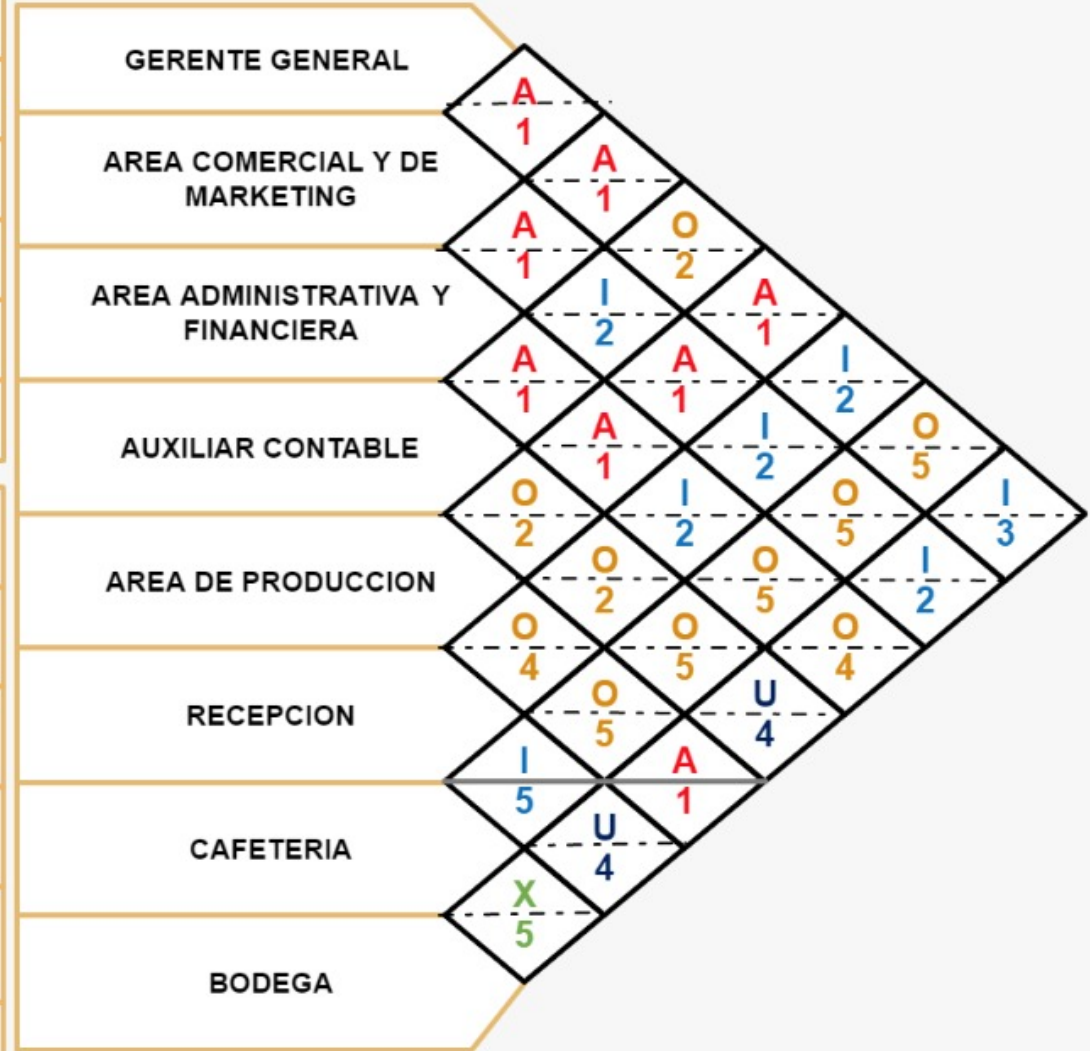 GERENTE GENERAL
A
1
AREA COMERCIAL Y DE
MARKETING
A
1
A
1
O
2
AREA ADMINISTRATIVA Y
FINANCIERA
I
2
A
1
A
1
A
1
I
2
AUXILIAR CONTABLE
A
1
I
2
O
5
O
2
I
2
O
5
I
3
AREA DE PRODUCCION
O
2
O
5
I
2
O
4
O
5
O
4
RECEPCION
O
5
U
4
I
5
A
1
CAFETERIA
U
4
X
5
BODEGA